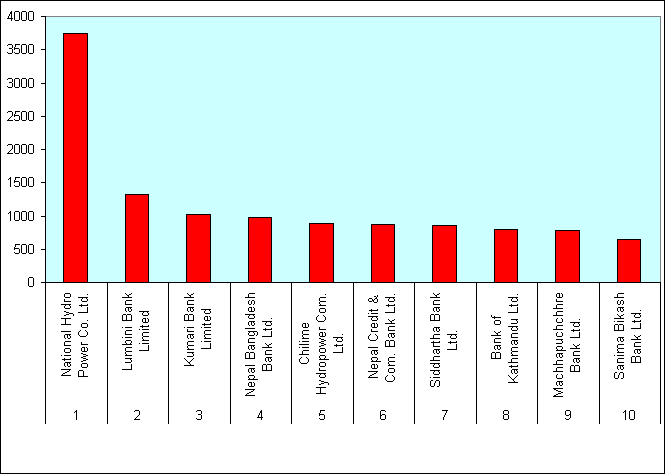 4000
3500
3000
2500
2000
1500
1000
500
0
National Hydro
Power Co. Ltd.
Lumbini Bank
Limited
Kumari Bank
Limited
Nepal Bangladesh
Bank Ltd.
Chilime
Hydropower Com.
Ltd.
Nepal Credit &
Com. Bank Ltd.
Siddhartha Bank
Ltd.
Bank of
Kathmandu Ltd.
Machhapuchchhre
Bank Ltd.
Sanima Bikash
Bank Ltd.
1 2 3 4 5 6 7 8 9 10